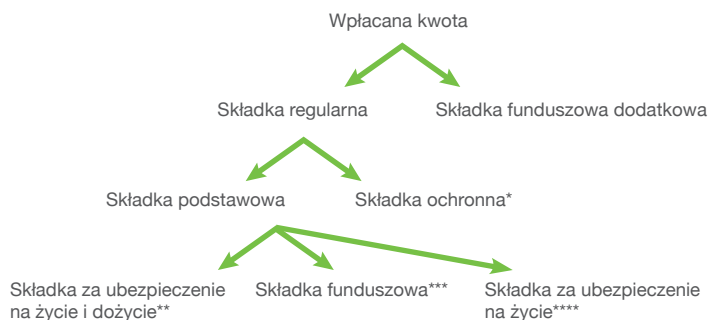 Wpłacana kwota
Składka regularna
Składka funduszowa dodatkowa
Składka podstawowa
Składka ochronna*
Składka za ubezpieczenie
na życie i dożycie**
Składka funduszowa***
Składka za ubezpieczenie
na życie****